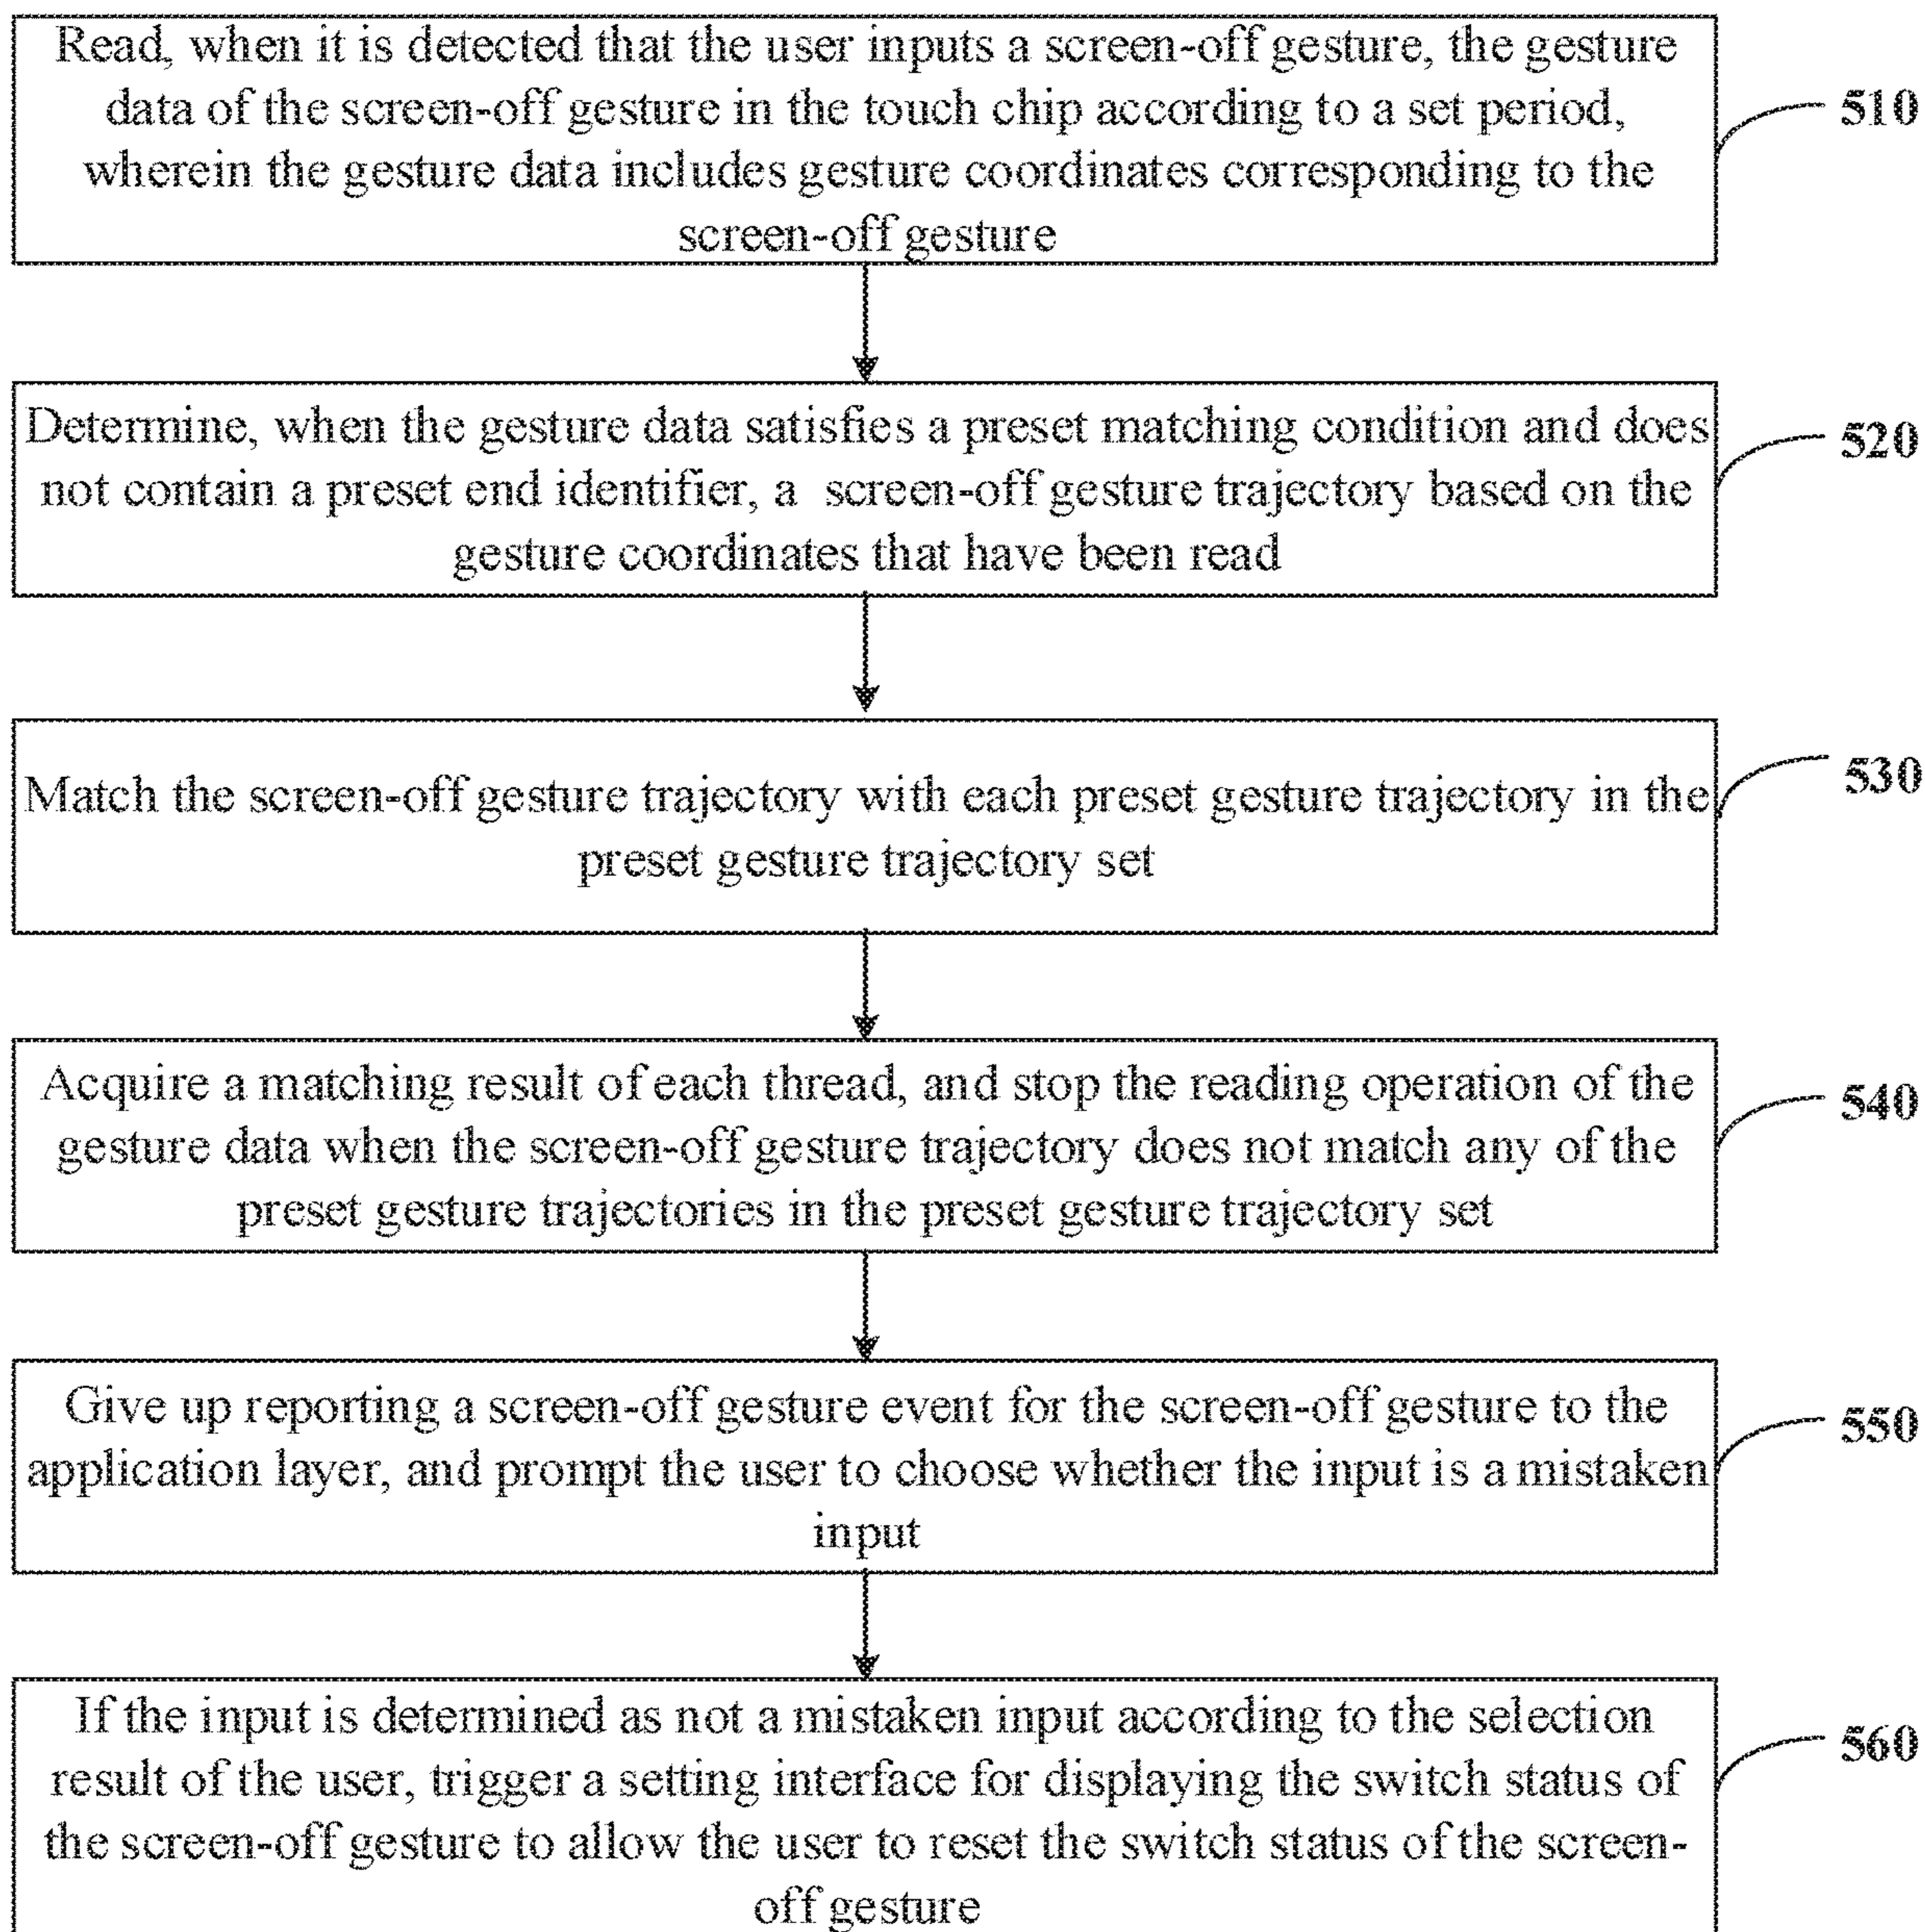 Read, when it is detected that the user inputs a screen-off gesture, the gesture
data of the screen-off gesture in the touch chip according to a set period,
wherein the gesture data includes gesture coordinates corresponding to the
screen-off gesture
510
Determine, when the gesture data satisfies a preset matching condition and does
not contain a preset end identifier, a screen-off gesture trajectory based on the
gesture coordinates that have been read
520
Match the screen-off gesture trajectory with each preset gesture trajectory in the
preset gesture trajectory set
530
Acquire a matching result of each thread, and stop the reading operation of the
gesture data when the screen-off gesture trajectory does not match any of the
preset gesture trajectories in the preset gesture trajectory set
540
Give up reporting a screen-off gesture event for the screen-off gesture to the
application layer, and prompt the user to choose whether the input is a mistaken
input
550
If the input is determined as not a mistaken input according to the selection
result of the user, trigger a setting interface for displaying the switch status of
the screen-off gesture to allow the user to reset the switch status of the screen-
off gesture
560